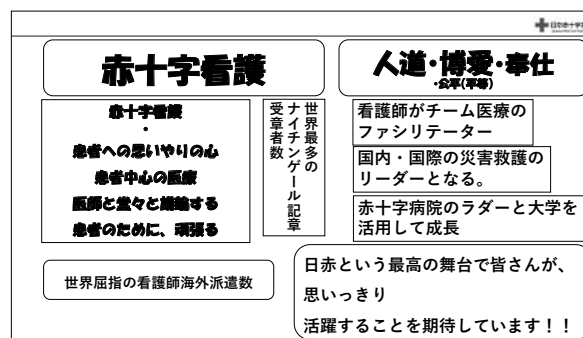 日本赤十字
赤十字看護
人道・博愛・奉仕
・公平(平等)
赤十字看護
・
患者への思いやりの心
患者中心の医療
医師と堂々と議論する
患者のために、頑張る
世界最多の
ナイチンゲール記章
受章者数
看護師がチーム医療の
ファシリテーター
国内・国際の災害救護の
リーダーとなる。
赤十字病院のラダーと大学を
活用して成長
世界屈指の看護師海外派遣数
日赤という最高の舞台で皆さんが、
思いっきり
活躍することを期待しています！！